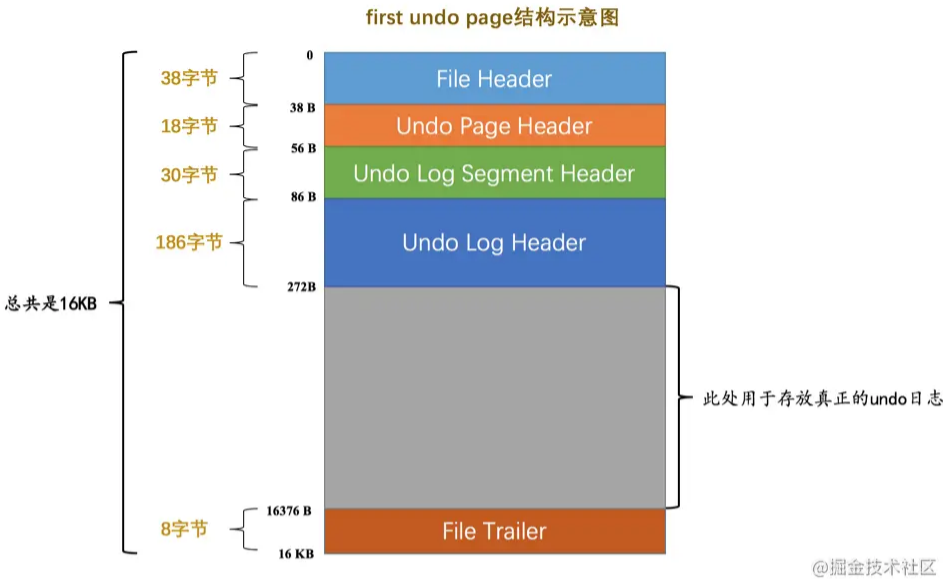 first undo page结构示意图
0
38字节
File Header
38 B
18字节
Undo Page Header
56 B
30字节
Undo Log Segment Header
86 B
186字节
Undo Log Header
总共是16KB
272B
此处用于存放真正的undo日志
16376 B
8字节
File Trailer
16 KB
@掘金技术社区